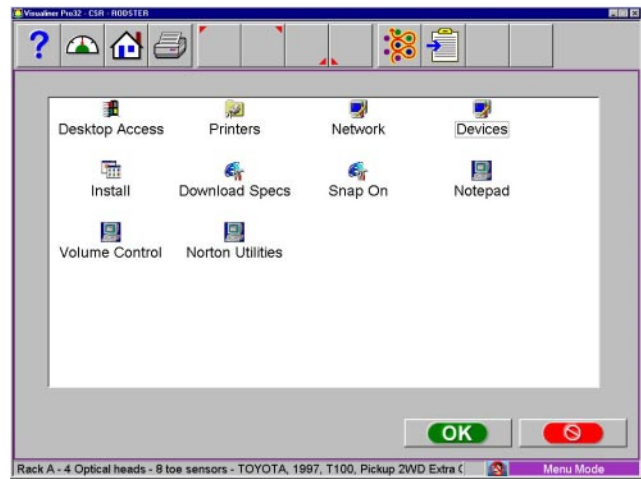 Visualiner Pro32 - CSR - RODSTER
Desktop Access Printers Network Devices
Install Download Specs Snap On Notepad
Volume Control Norton Utilities
OK
Rack A - 4 Optical heads - 8 toe sensors - TOYOTA, 1997, T100, Pickup 2WD Extra C Menu Mode